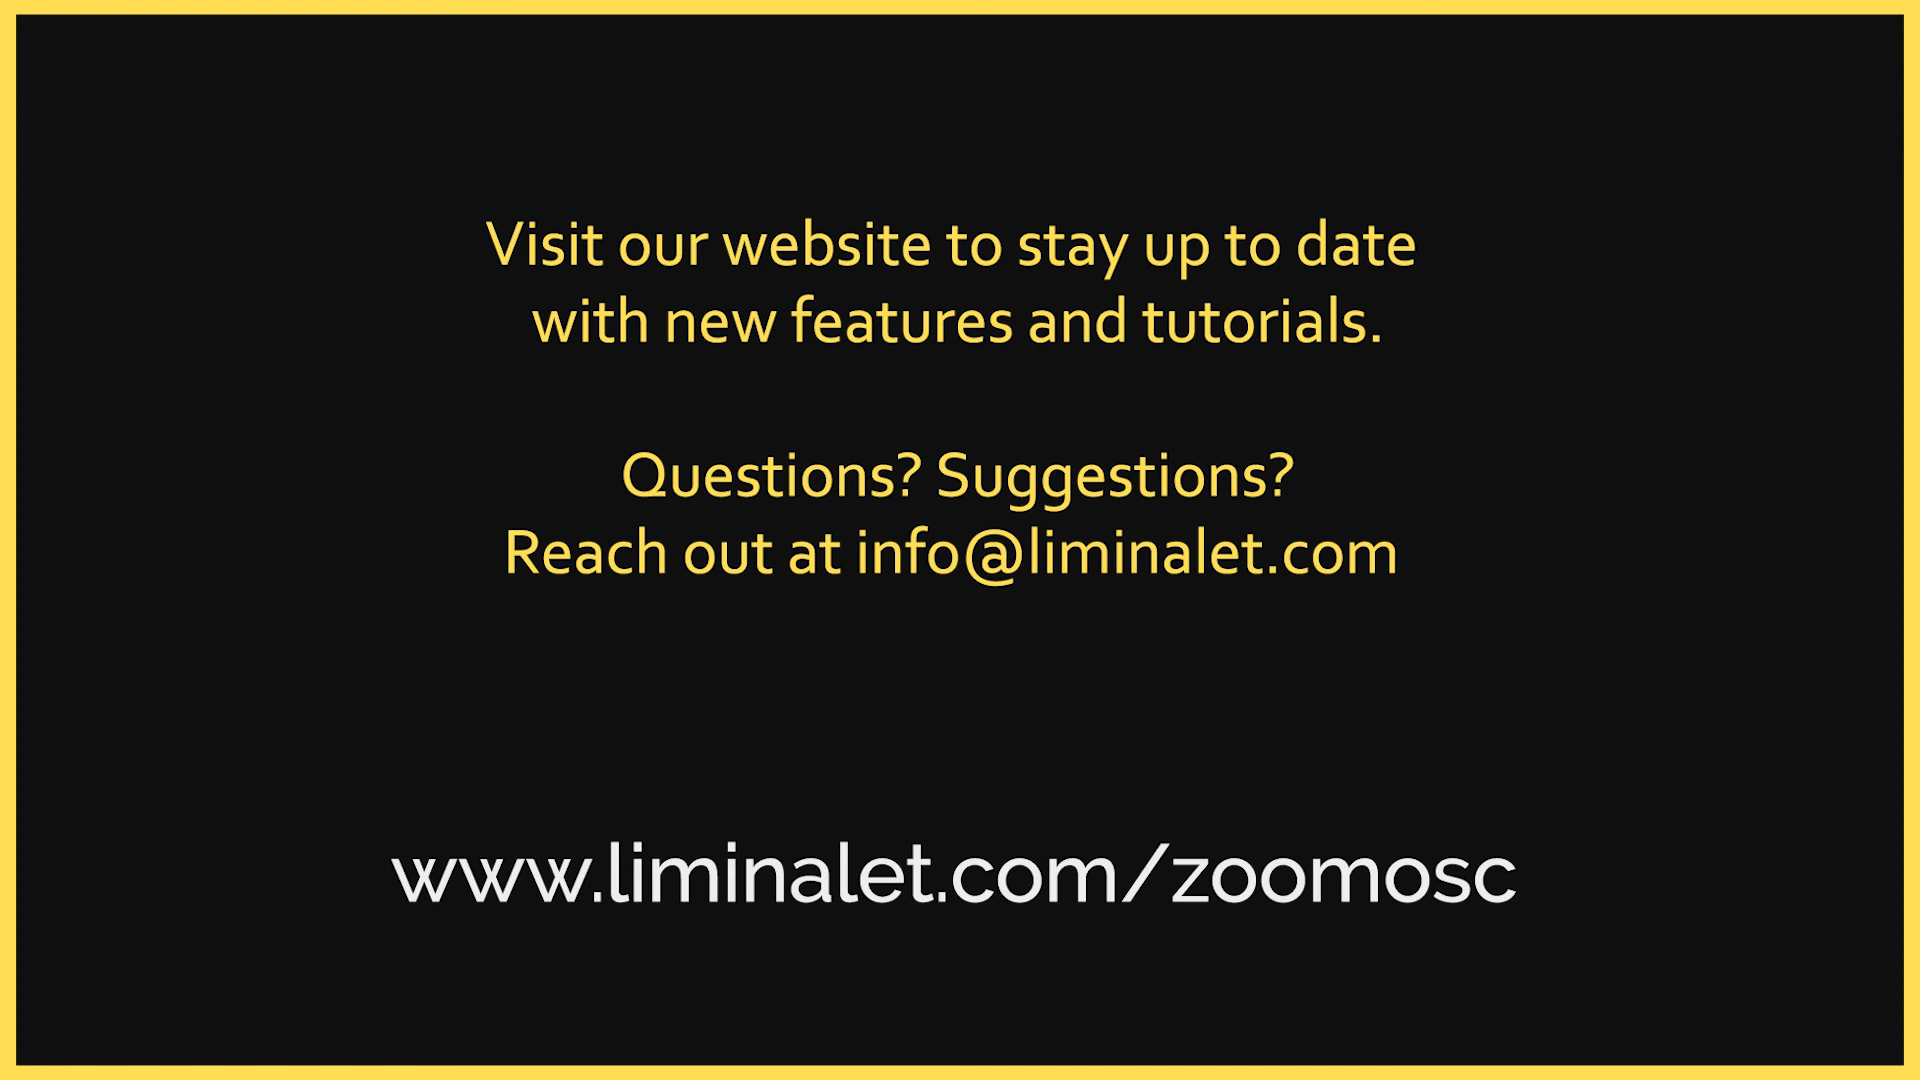 Visit our website to stay up to date
with new features and tutorials.
Questions? Suggestions?
Reach out at info@liminalet.com
www.liminalet.com/zoomosc